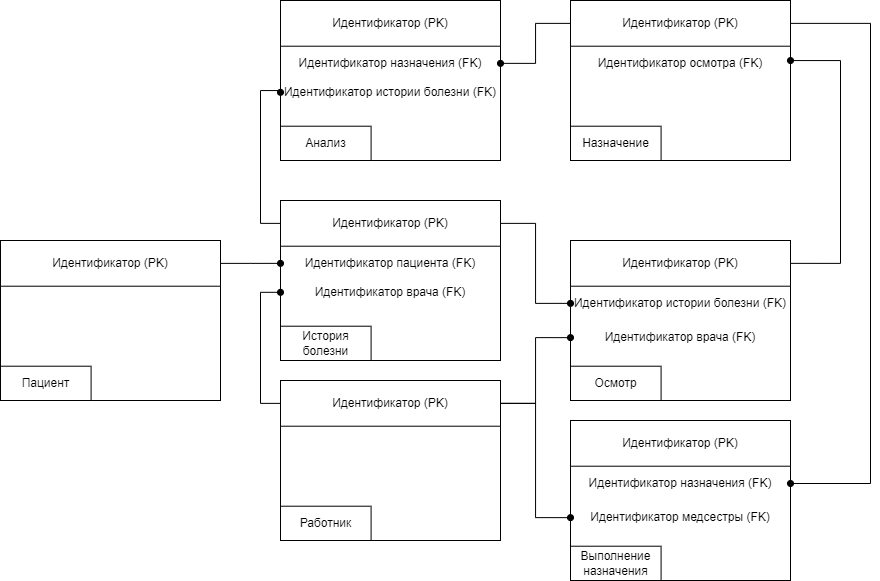 Идентификатор (PK)
Идентификатор назначения (FK)
Идентификатор истории болезни (FK)
Анализ
Идентификатор (PK)
Идентификатор осмотра (FK)
Назначение
Идентификатор (PK)
Пациент
Идентификатор (PK)
Идентификатор пациента (FK)
Идентификатор врача (FK)
История
болезни
Идентификатор (PK)
Идентификатор истории болезни (FK)
Идентификатор врача (FK)
Осмотр
Идентификатор (PK)
Работник
Идентификатор (PK)
Идентификатор назначения (FK)
Идентификатор медсестры (FK)
Выполнение
назначения